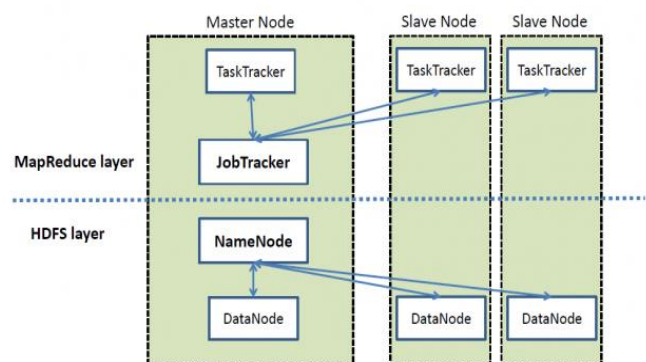 Master Node Slave Node Slave Node
TaskTracker TaskTracker TaskTracker
MapReduce layer JobTracker
HDFS layer NameNode
DataNode DataNode DataNode